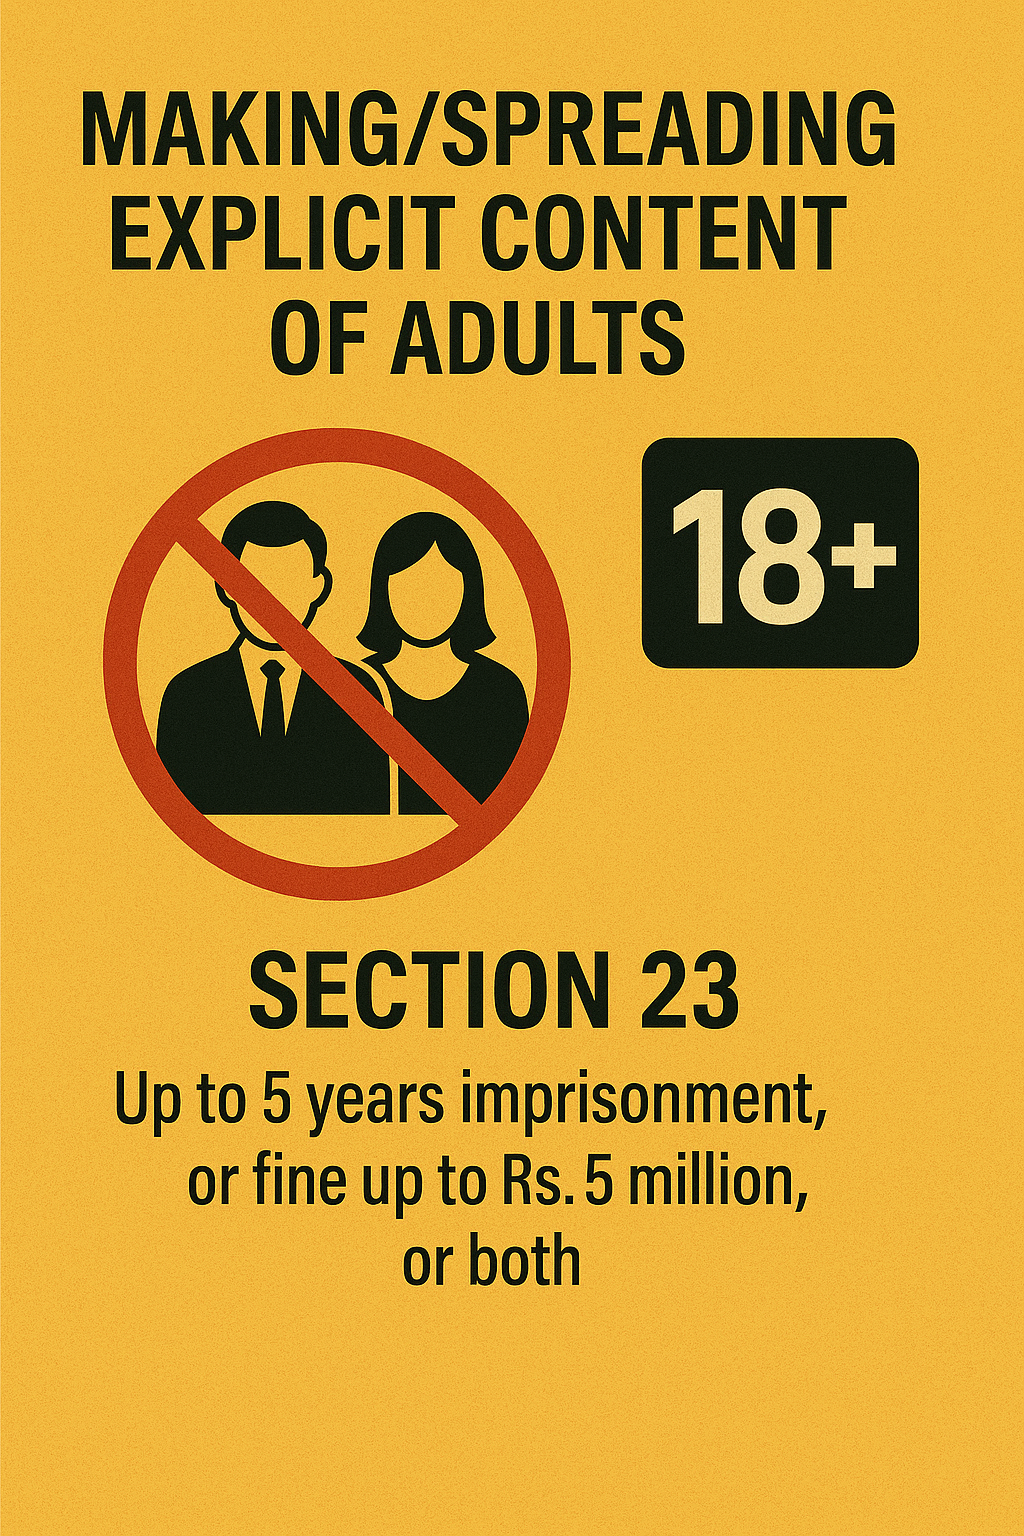 MAKING/SPREADING
EXPLICIT CONTENT
OF ADULTS
18+
SECTION 23
Up to 5 years imprisonment,
or fine up to Rs. 5 million,
or both